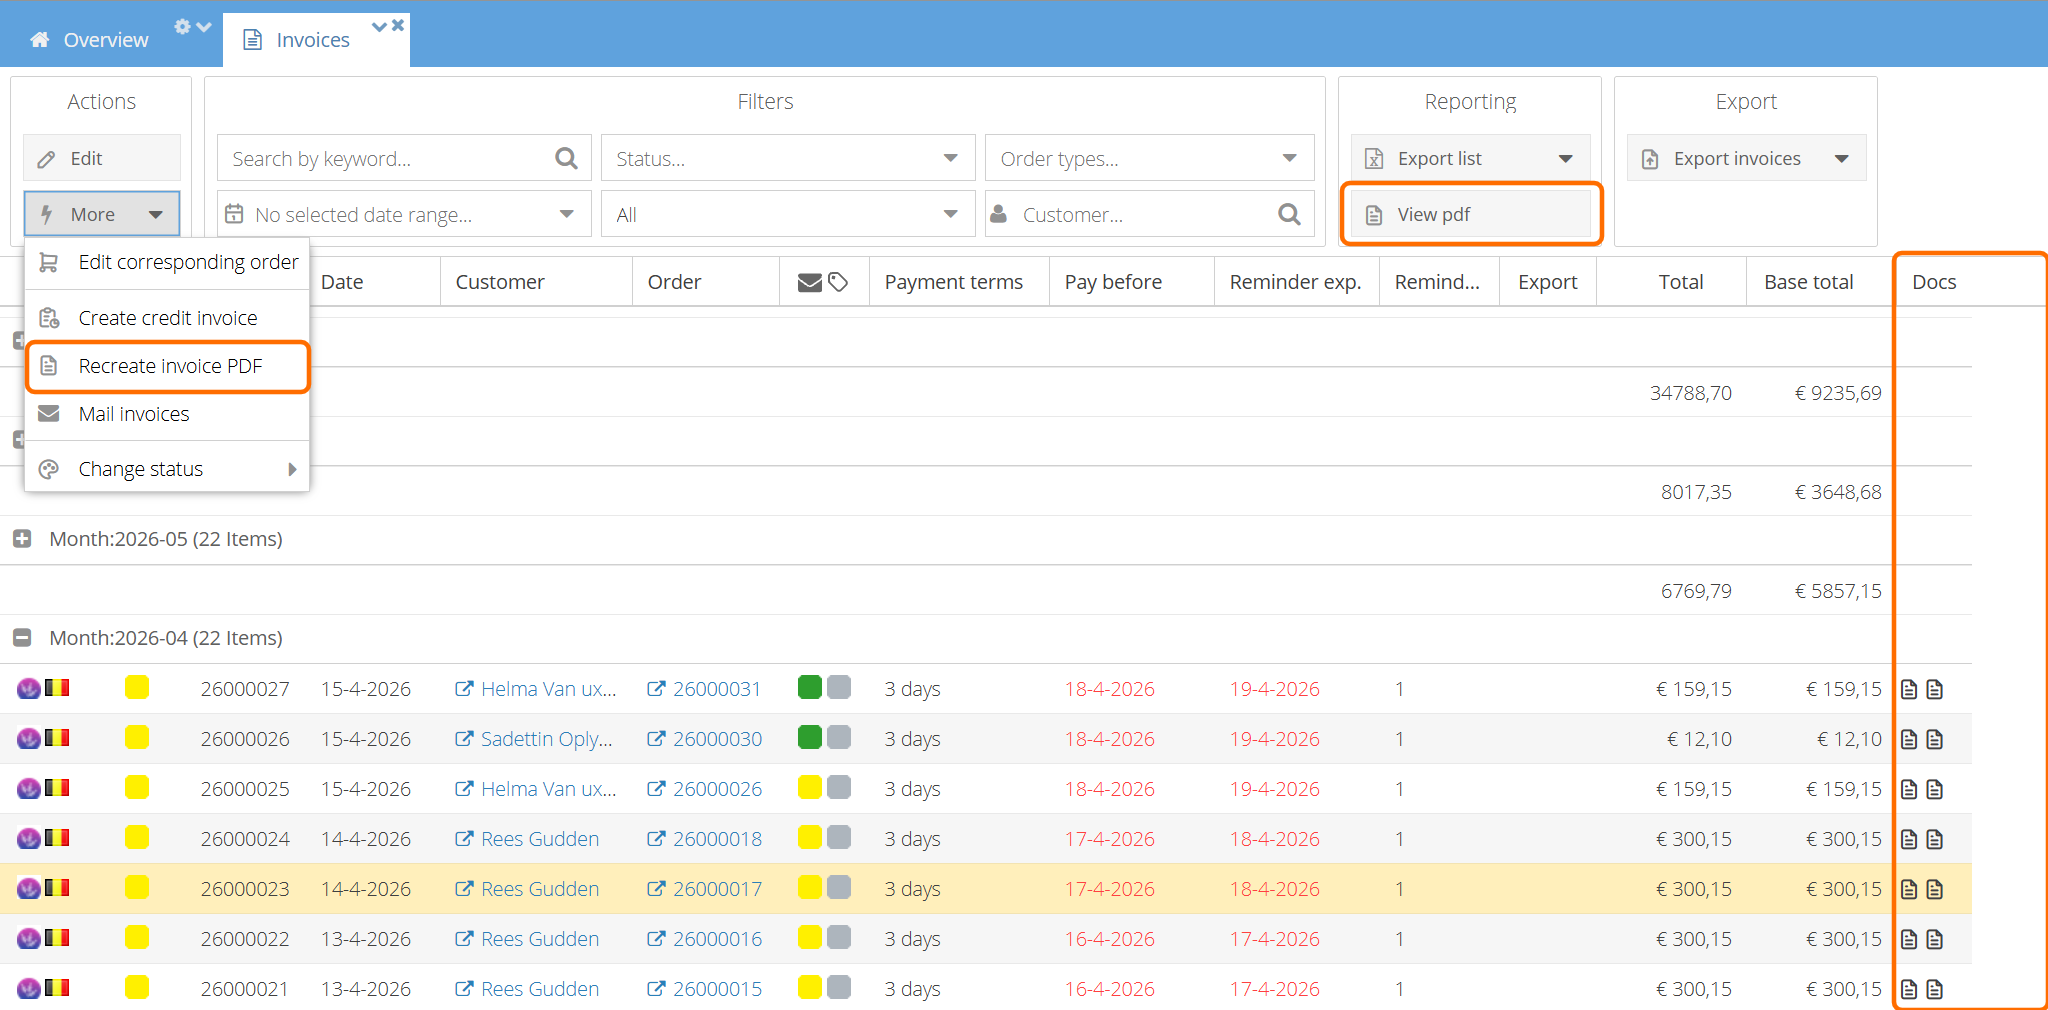 Overview
Invoices
Actions
Filters
Reporting
Export
Edit
Search by keyword...
Status...
Order types...
Export list
Export invoices
More
No selected date range...
All
Customer...
View pdf
Edit corresponding order
Create credit invoice
Recreate invoice PDF
Mail invoices
Change status
Date Customer Order Payment terms Pay before Reminder exp. Remind... Export Total Base total Docs
34788,70 € 9235,69
8017,35 € 3648,68
Month:2026-05 (22 Items)
6769,79 € 5857,15
Month:2026-04 (22 Items)
26000027 15-4-2026 Helma Van ux... 26000031 3 days 18-4-2026 19-4-2026 1 € 159,15 € 159,15
26000026 15-4-2026 Sadettin Oply... 26000030 3 days 18-4-2026 19-4-2026 1 € 12,10 € 12,10
26000025 15-4-2026 Helma Van ux... 26000026 3 days 18-4-2026 19-4-2026 1 € 159,15 € 159,15
26000024 14-4-2026 Rees Gudden 26000018 3 days 17-4-2026 18-4-2026 1 € 300,15 € 300,15
26000023 14-4-2026 Rees Gudden 26000017 3 days 17-4-2026 18-4-2026 1 € 300,15 € 300,15
26000022 13-4-2026 Rees Gudden 26000016 3 days 16-4-2026 17-4-2026 1 € 300,15 € 300,15
26000021 13-4-2026 Rees Gudden 26000015 3 days 16-4-2026 17-4-2026 1 € 300,15 € 300,15